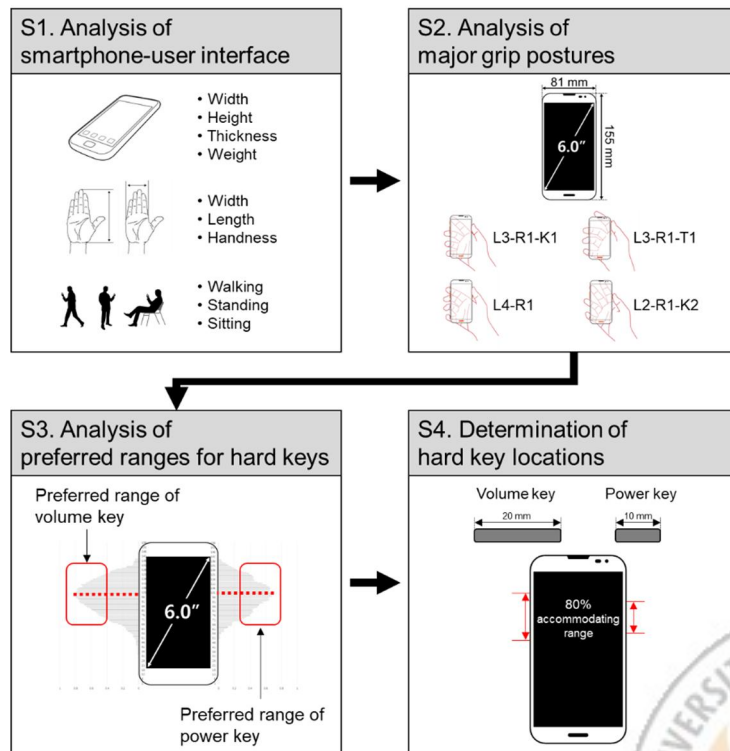 S1. Analysis of
smartphone-user interface
• Width
• Height
• Thickness
• Weight
• Width
• Length
• Handness
• Walking
• Standing
• Sitting
S2. Analysis of
major grip postures
81 mm
155 mm
6.0”
L3-R1-K1
L3-R1-T1
L4-R1
L2-R1-K2
S3. Analysis of
preferred ranges for hard keys
Preferred range of
volume key
6.0”
Preferred range of
power key
S4. Determination of
hard key locations
Volume key
Power key
20 mm
10 mm
80%
accommodating
range